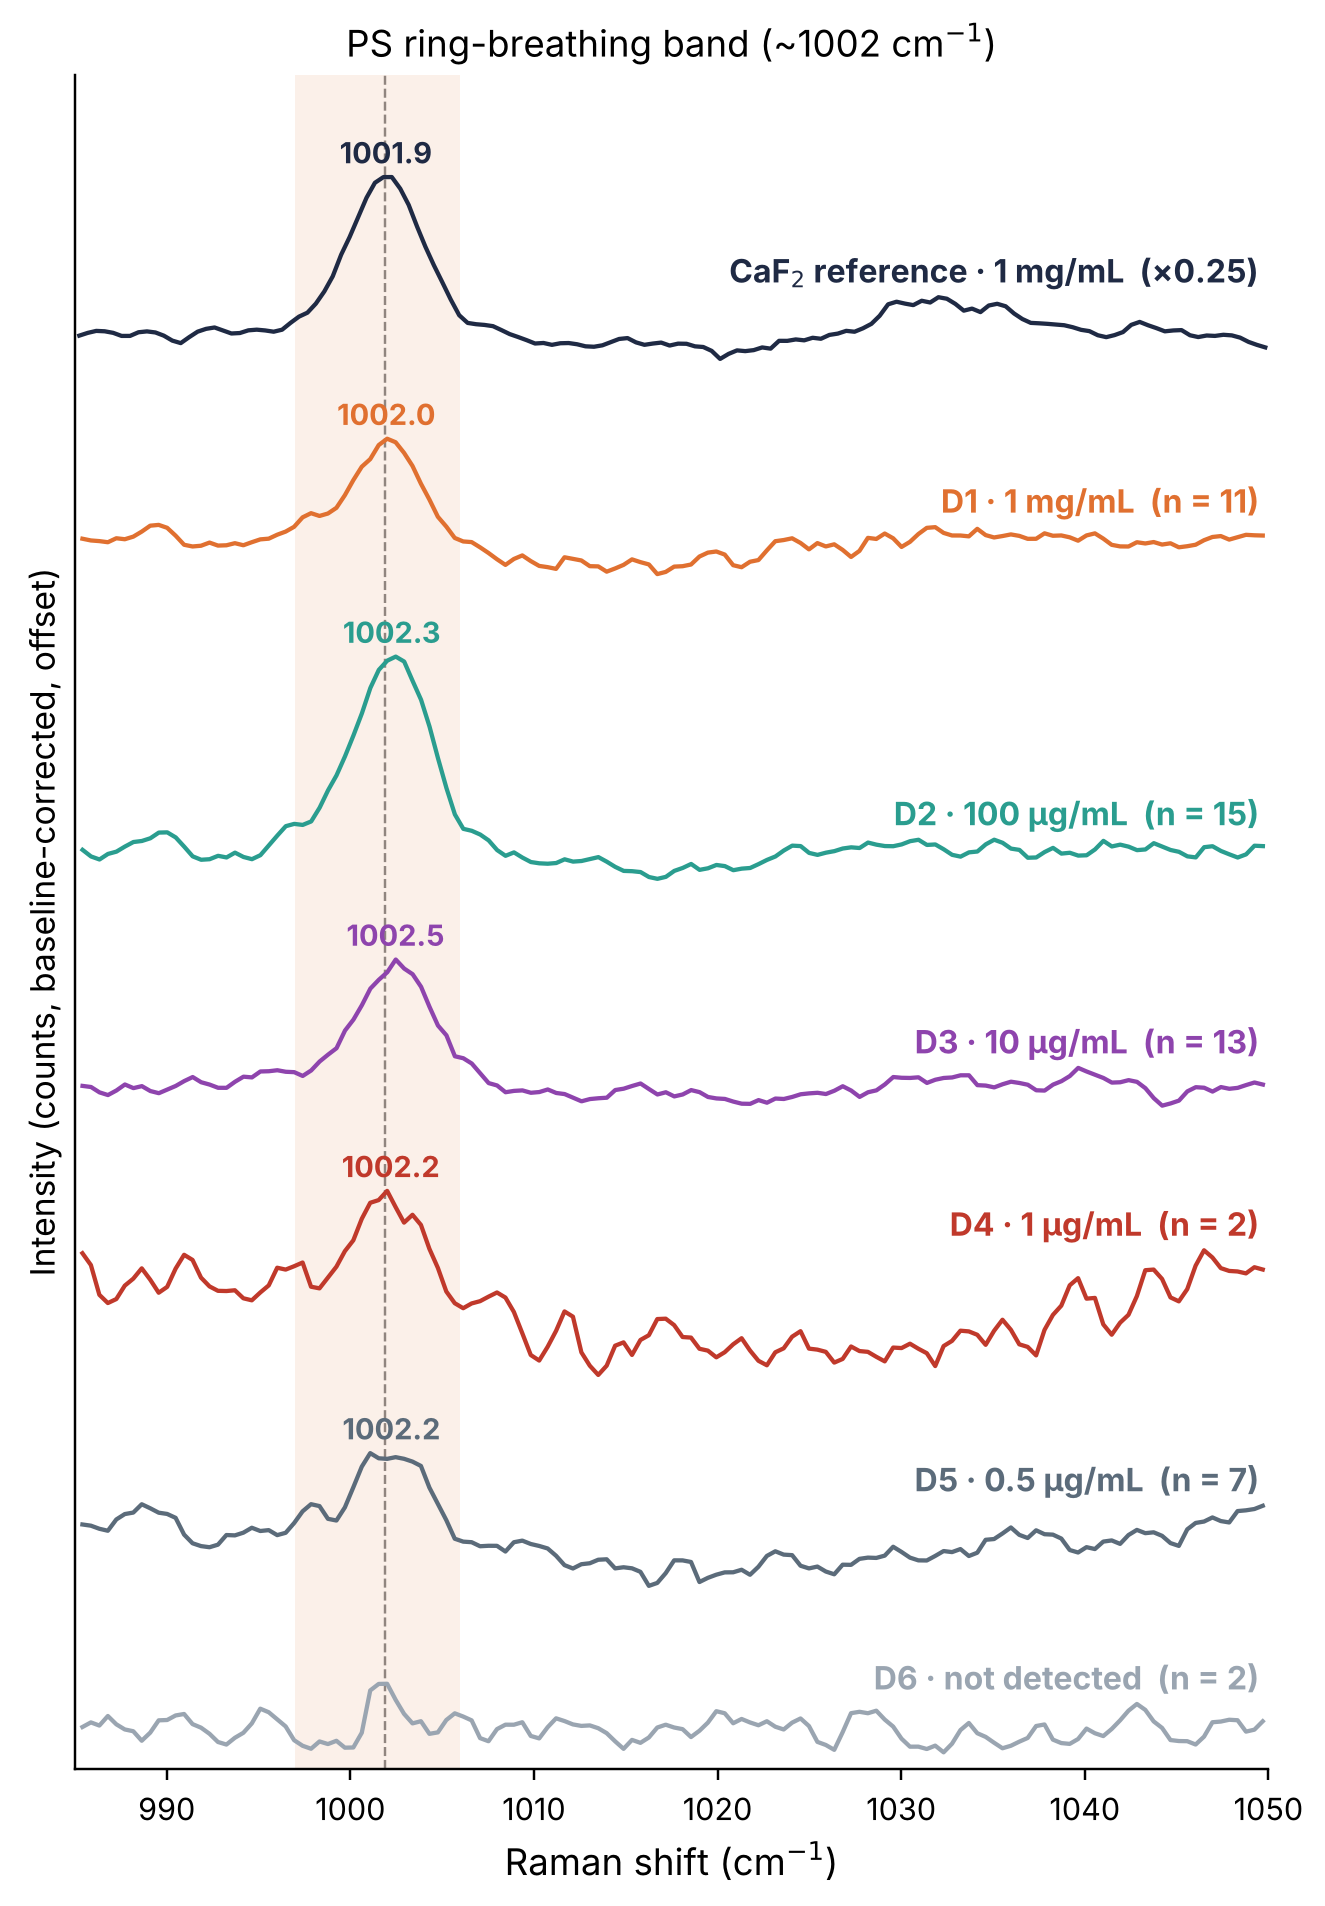 PS ring-breathing band (~1002 cm⁻¹)
1001.9
CaF₂ reference · 1 mg/mL (×0.25)
1002.0
D1 · 1 mg/mL (n = 11)
1002.3
D2 · 100 µg/mL (n = 15)
1002.5
D3 · 10 µg/mL (n = 13)
1002.2
D4 · 1 µg/mL (n = 2)
1002.2
D5 · 0.5 µg/mL (n = 7)
D6 · not detected (n = 2)
Intensity (counts, baseline-corrected, offset)
990 1000 1010 1020 1030 1040 1050
Raman shift (cm⁻¹)